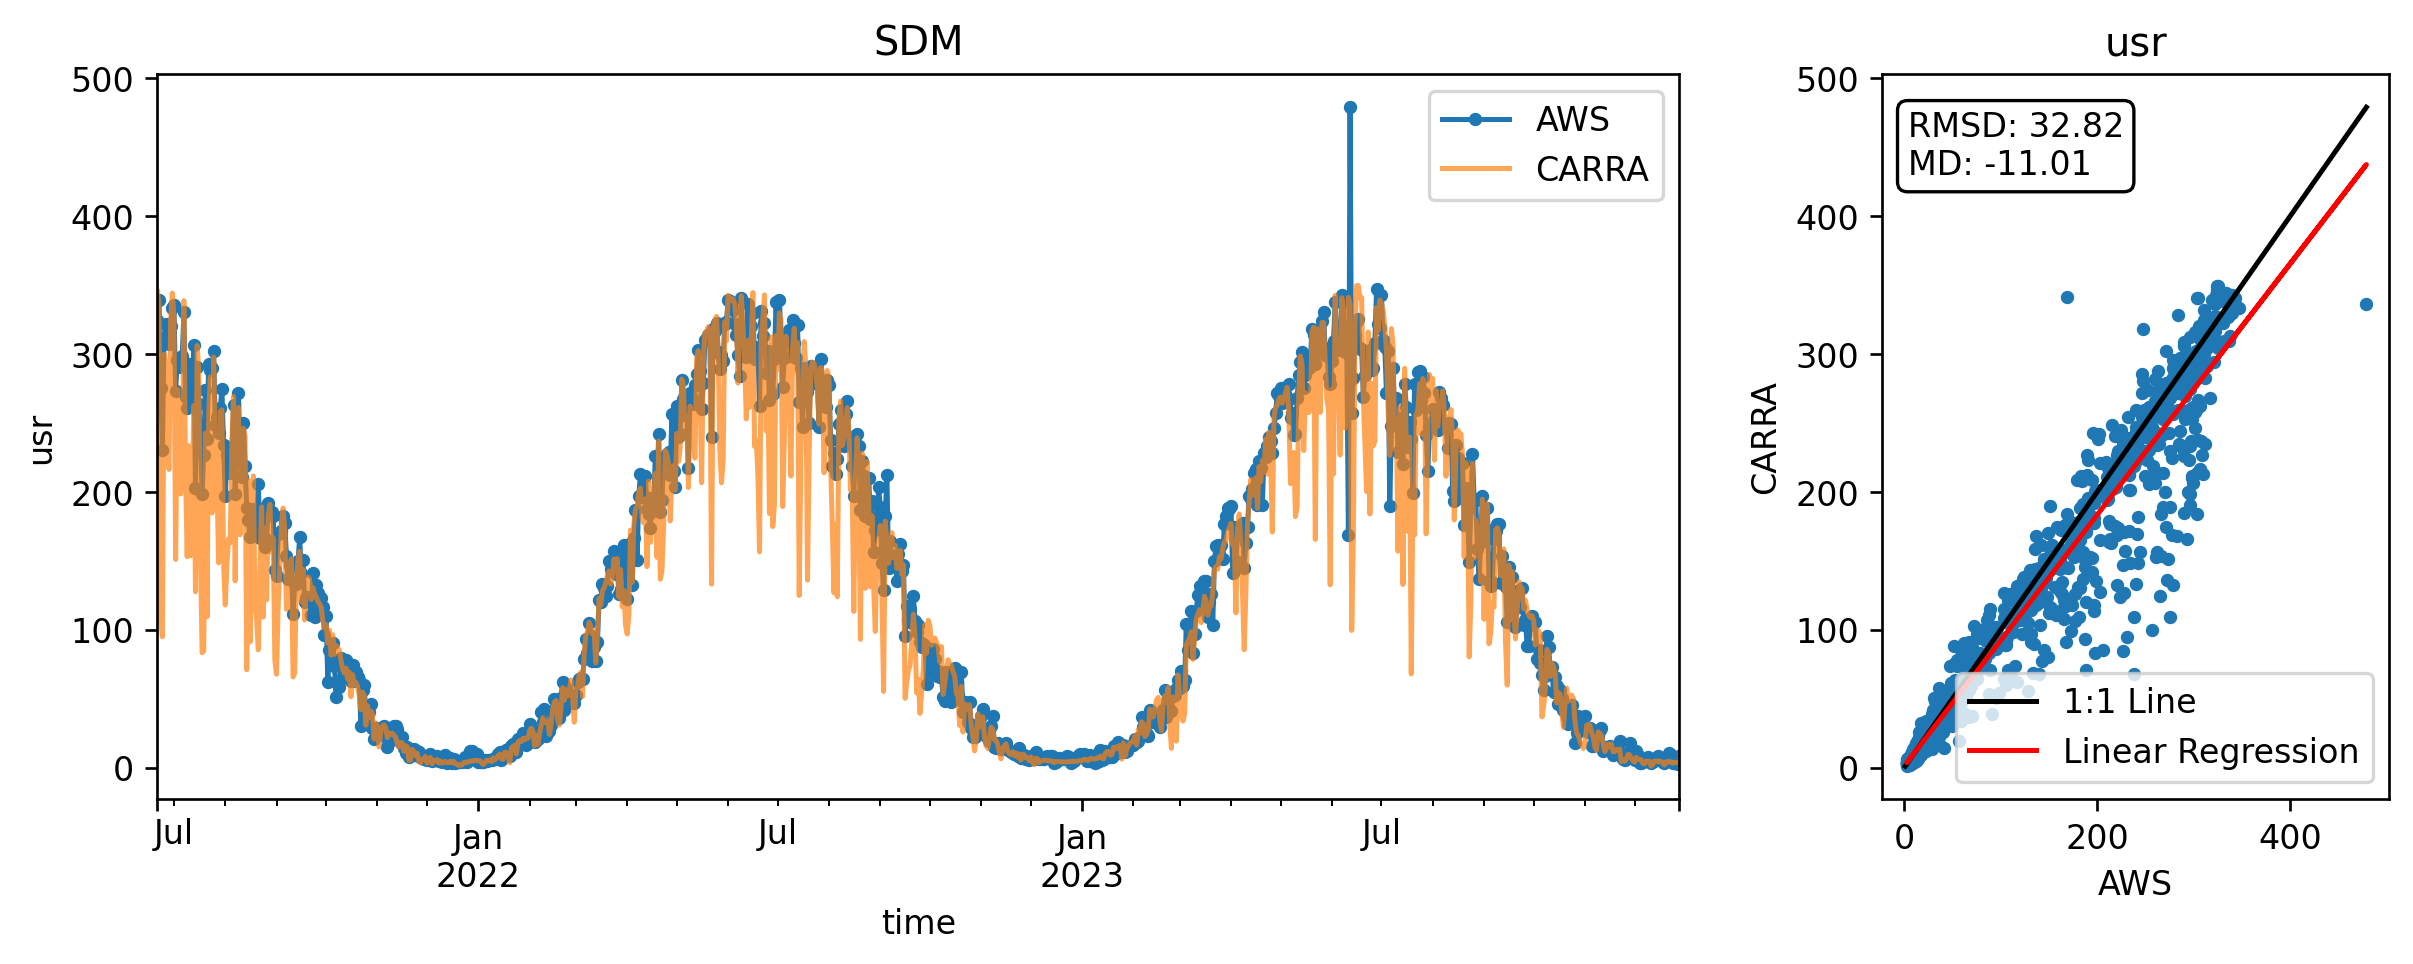 SDM
500
400
300
200
100
0
usr
AWS
CARRA
Jul
Jan
2022
Jul
Jan
2023
Jul
time
usr
500
400
300
200
100
0
CARRA
RMSD: 32.82
MD: -11.01
1:1 Line
Linear Regression
0
200
400
AWS